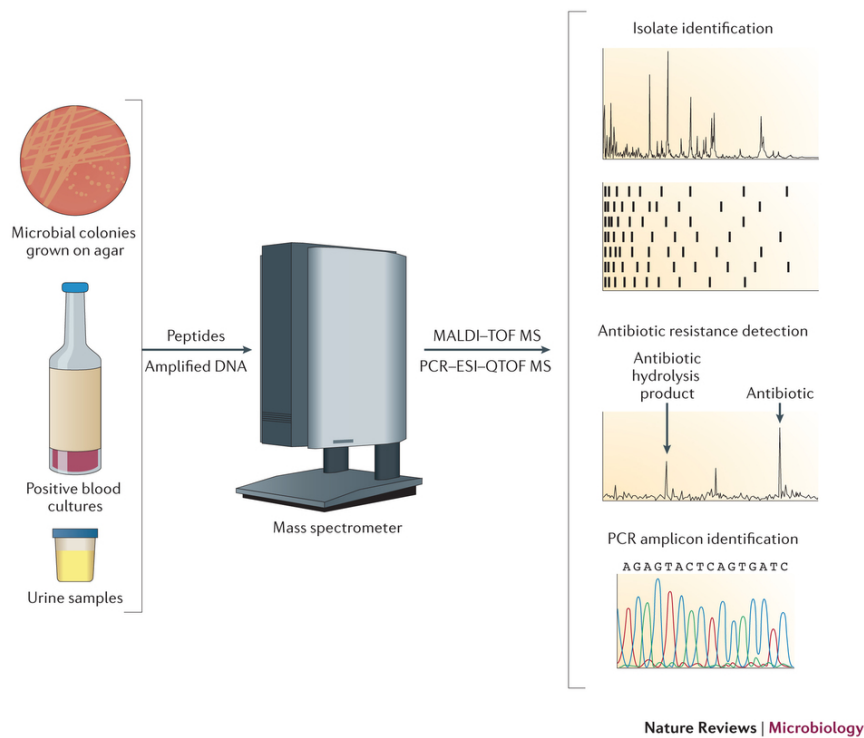 Isolate identification
Microbial colonies
grown on agar
Positive blood
cultures
Urine samples
Peptides
Amplified DNA
Mass spectrometer
MALDI–TOF MS
PCR–ESI–QTOF MS
Antibiotic resistance detection
Antibiotic
hydrolysis
product
Antibiotic
PCR amplicon identification
AGAGTACTCAGTGATC
Nature Reviews | Microbiology